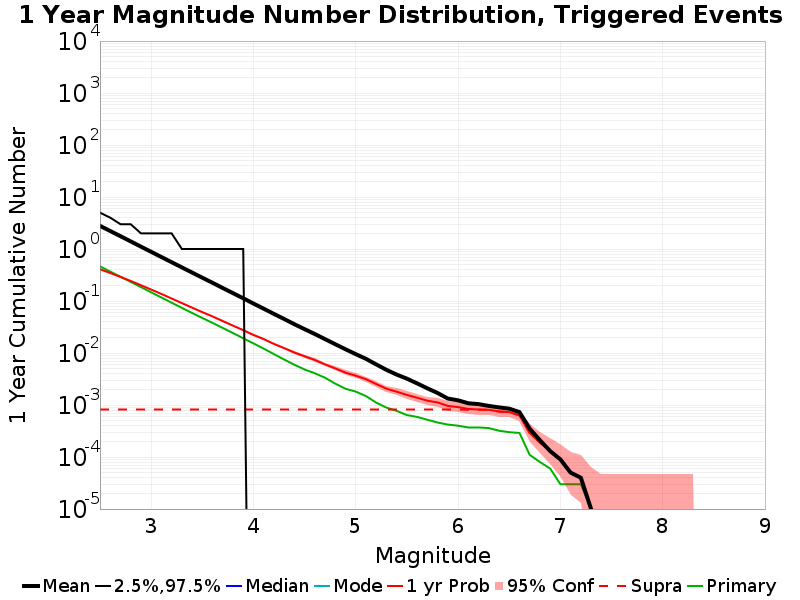 1 Year Magnitude Number Distribution, Triggered Events
1 Year Cumulative Number
10^4
10^3
10^2
10^1
10^0
10^-1
10^-2
10^-3
10^-4
10^-5
3 4 5 6 7 8 9
Magnitude
Mean 2.5%,97.5% Median Mode 1 yr Prob 95% Conf Supra Primary